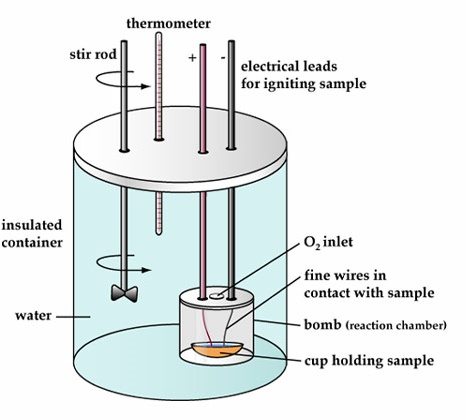 thermometer
stir rod
+
-
electrical leads
for igniting sample
insulated
container
O₂ inlet
fine wires in
contact with sample
water
bomb (reaction chamber)
cup holding sample